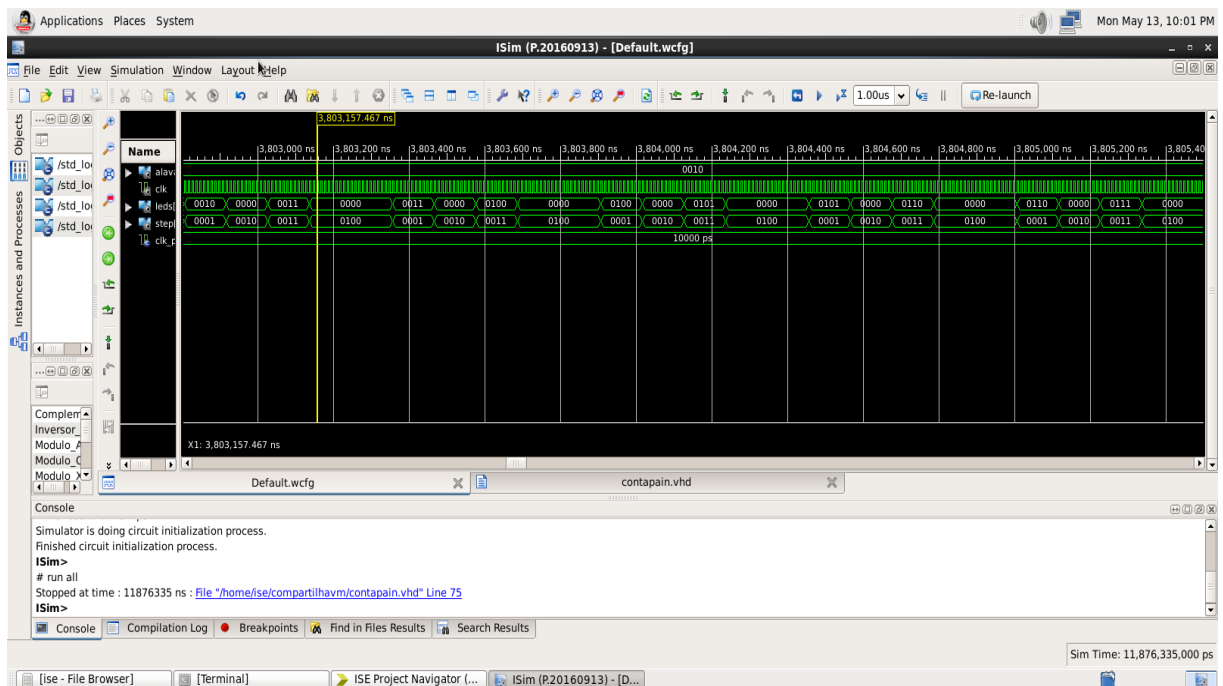 Applications Places System Mon May 13, 10:01 PM
ISim (P.20160913) - [Default.wcfg]
File Edit View Simulation Window Layout Help
1.00us Re-launch
Objects
Instances and Processes
/std_lo
/std_lo
/std_lo
/std_lo
Complem
Inversor_
Modulo_A
Modulo_C
Modulo_X
3,803,157.467 ns
Name 3,803,000 ns 3,803,200 ns 3,803,400 ns 3,803,600 ns 3,803,800 ns 3,804,000 ns 3,804,200 ns 3,804,400 ns 3,804,600 ns 3,804,800 ns 3,805,000 ns 3,805,200 ns 3,805,40
alava 0010
clk
leds[ 0010 0000 0011 0000 0011 0000 0100 0000 0100 0000 0101 0000 0101 0000 0110 0000 0110 0000 0111 0000
step[ 0001 0010 0011 0100 0001 0010 0011 0100 0001 0010 0011 0100 0001 0010 0011 0100 0001 0010 0011 0100
clk_p 10000 ps
X1: 3,803,157.467 ns
Default.wcfg contapain.vhd
Console
Simulator is doing circuit initialization process.
Finished circuit initialization process.
ISim>
# run all
Stopped at time : 11876335 ns : File "/home/ise/compartilhavm/contapain.vhd" Line 75
ISim>
Console Compilation Log Breakpoints Find in Files Results Search Results
Sim Time: 11,876,335,000 ps
[ise - File Browser] [Terminal] ISE Project Navigator (... ISim (P.20160913) - [D...